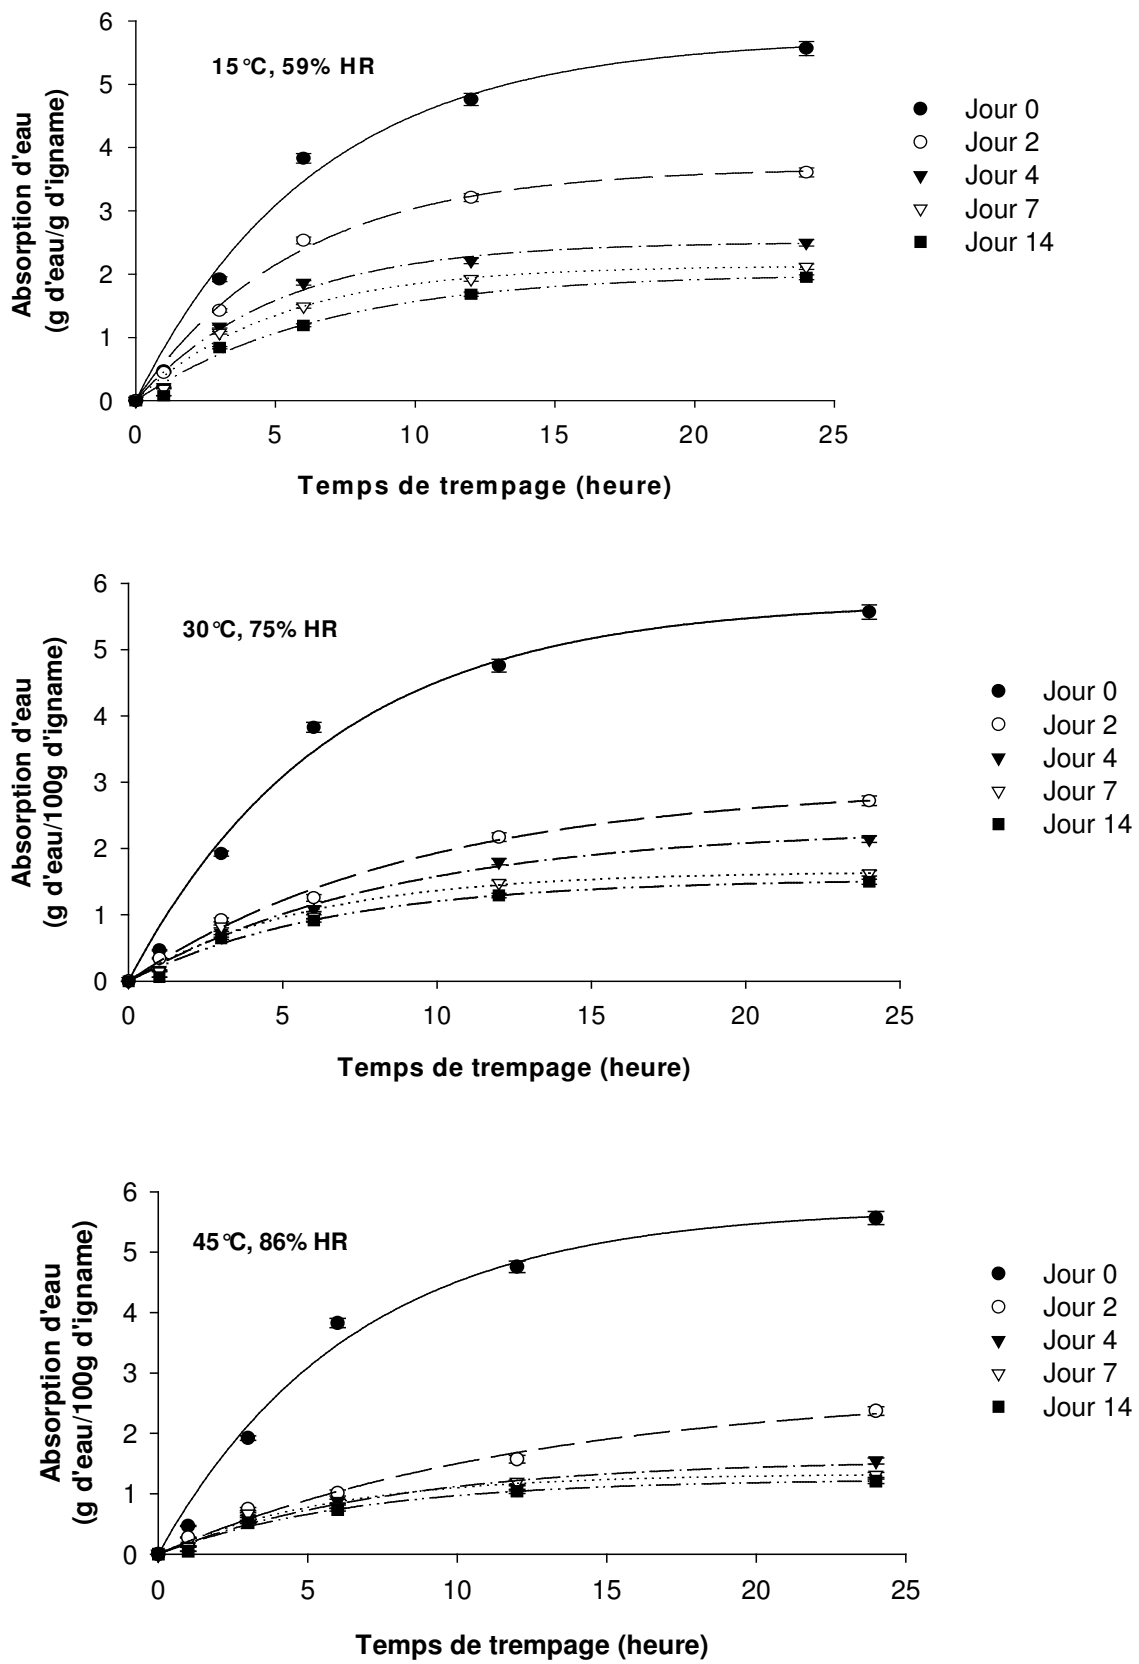 6
5
4
3
2
1
0
Absorption d'eau
(g d'eau/g d'igname)
15°C, 59% HR
Jour 0
Jour 2
Jour 4
Jour 7
Jour 14
0 5 10 15 20 25
Temps de trempage (heure)
6
5
4
3
2
1
0
Absorption d'eau
(g d'eau/100g d'igname)
30°C, 75% HR
Jour 0
Jour 2
Jour 4
Jour 7
Jour 14
0 5 10 15 20 25
Temps de trempage (heure)
6
5
4
3
2
1
0
Absorption d'eau
(g d'eau/100g d'igname)
45°C, 86% HR
Jour 0
Jour 2
Jour 4
Jour 7
Jour 14
0 5 10 15 20 25
Temps de trempage (heure)